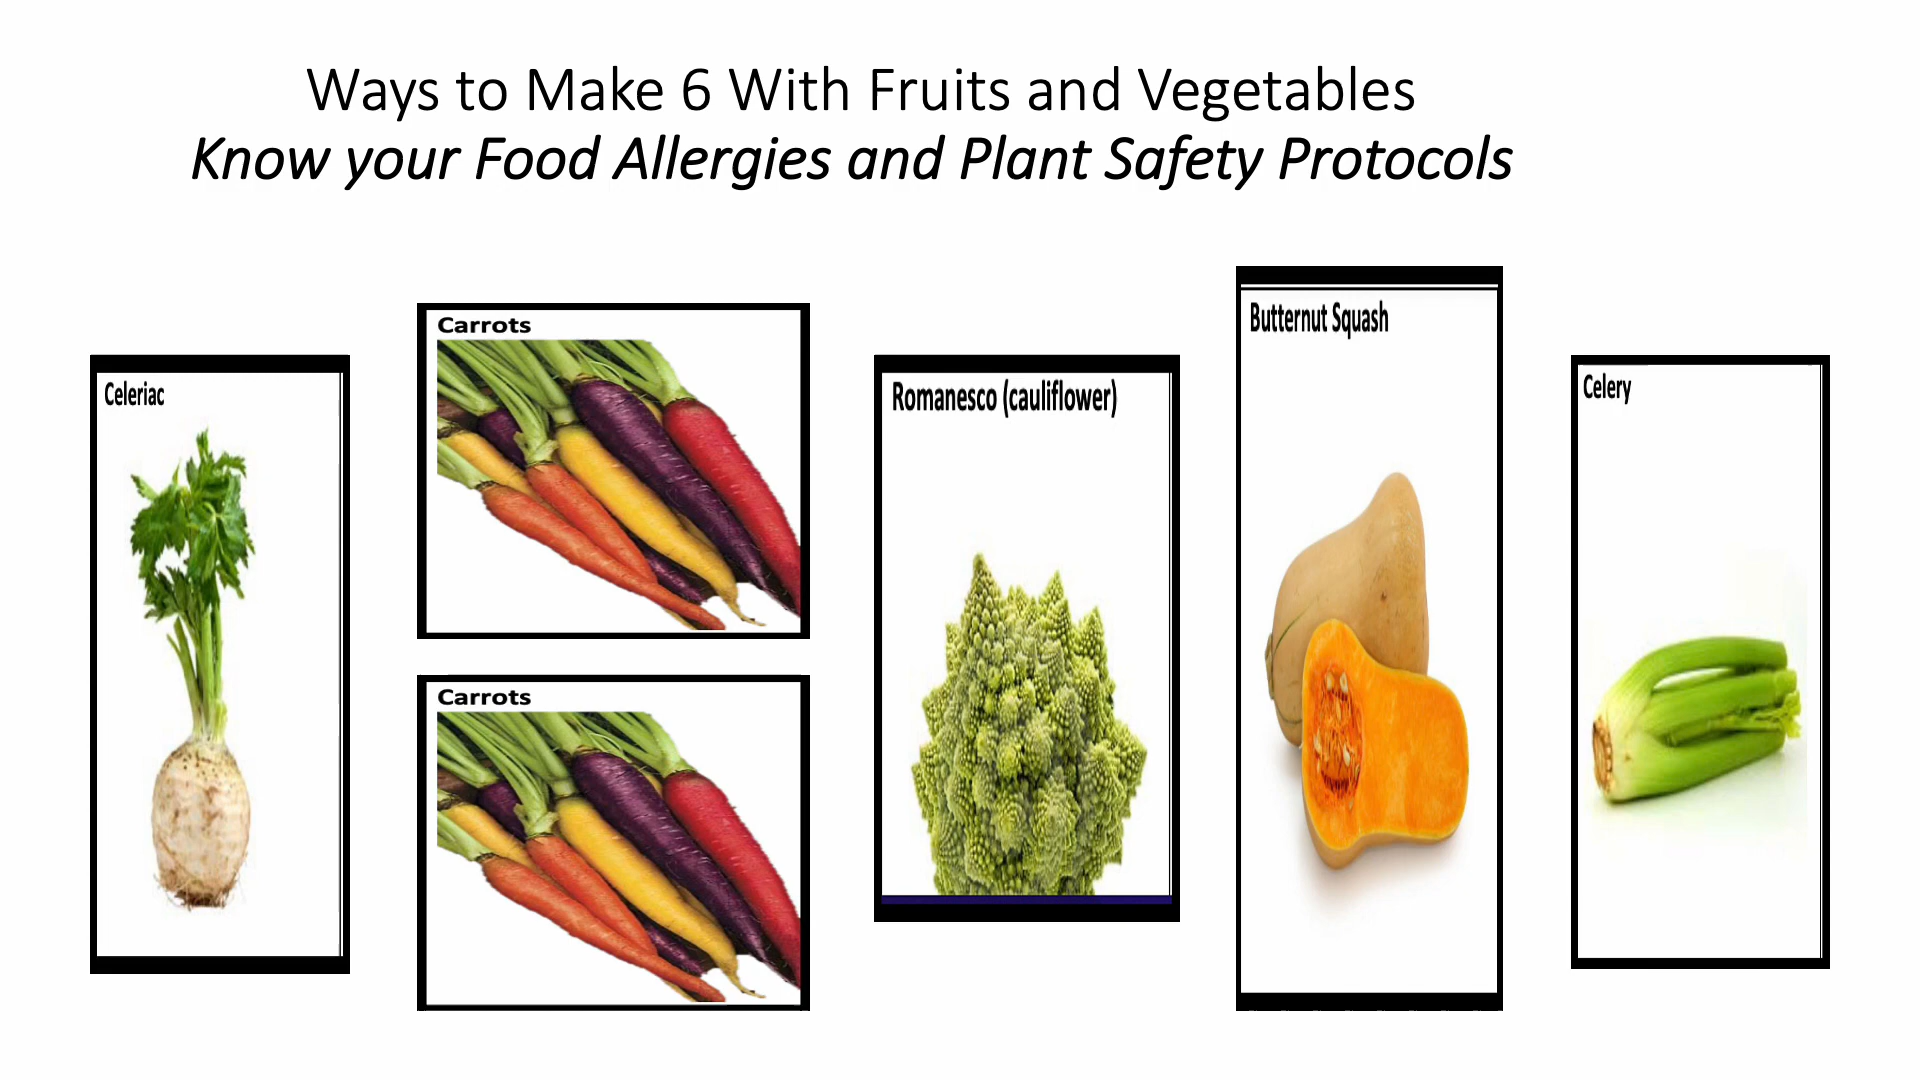 Ways to Make 6 With Fruits and Vegetables
Know your Food Allergies and Plant Safety Protocols
Celeriac
Carrots
Carrots
Romanesco (cauliflower)
Butternut Squash
Celery